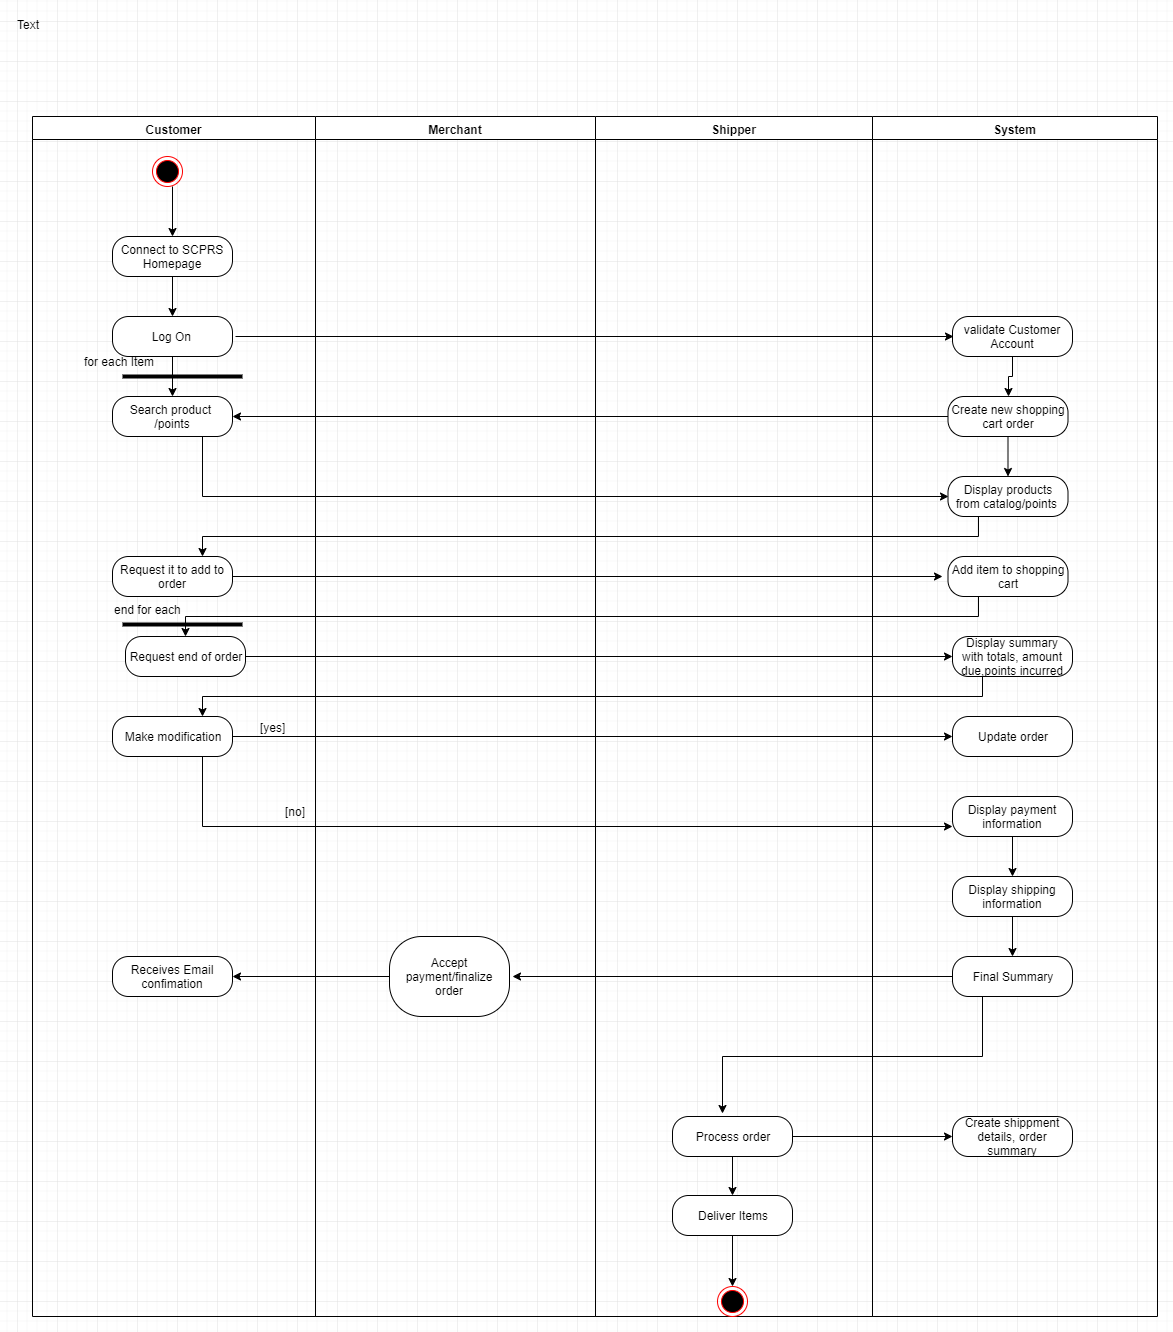 Text
Customer
Merchant
Shipper
System
Connect to SCPRS
Homepage
Log On
validate Customer
Account
for each Item
Search product
/points
Create new shopping
cart order
Display products
from catalog/points
Request it to add to
order
Add item to shopping
cart
end for each
Request end of order
Display summary
with totals, amount
due,points incurred
Make modification
[yes]
Update order
[no]
Display payment
information
Display shipping
information
Receives Email
confimation
Accept
payment/finalize
order
Final Summary
Process order
Create shippment
details, order
summary
Deliver Items